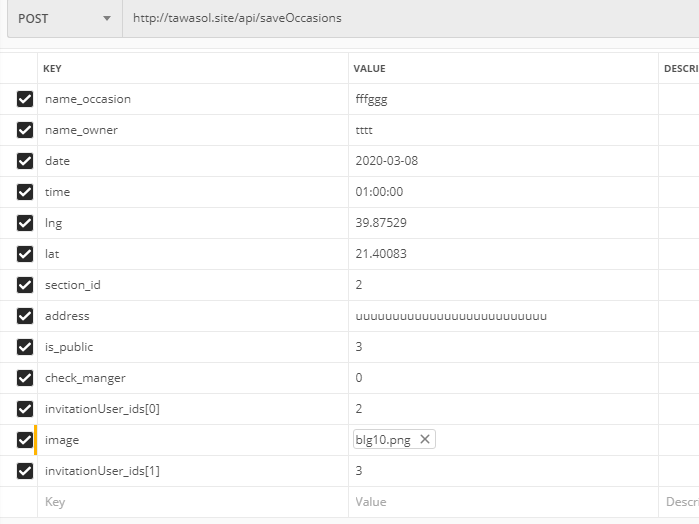 POST http://tawasol.site/api/saveOccasions
KEY VALUE DESCRI
name_occasion fffggg
name_owner tttt
date 2020-03-08
time 01:00:00
lng 39.87529
lat 21.40083
section_id 2
address uuuuuuuuuuuuuuuuuuuuuuuuuu
is_public 3
check_manger 0
invitationUser_ids[0] 2
image blg10.png
invitationUser_ids[1] 3
Key Value Descri